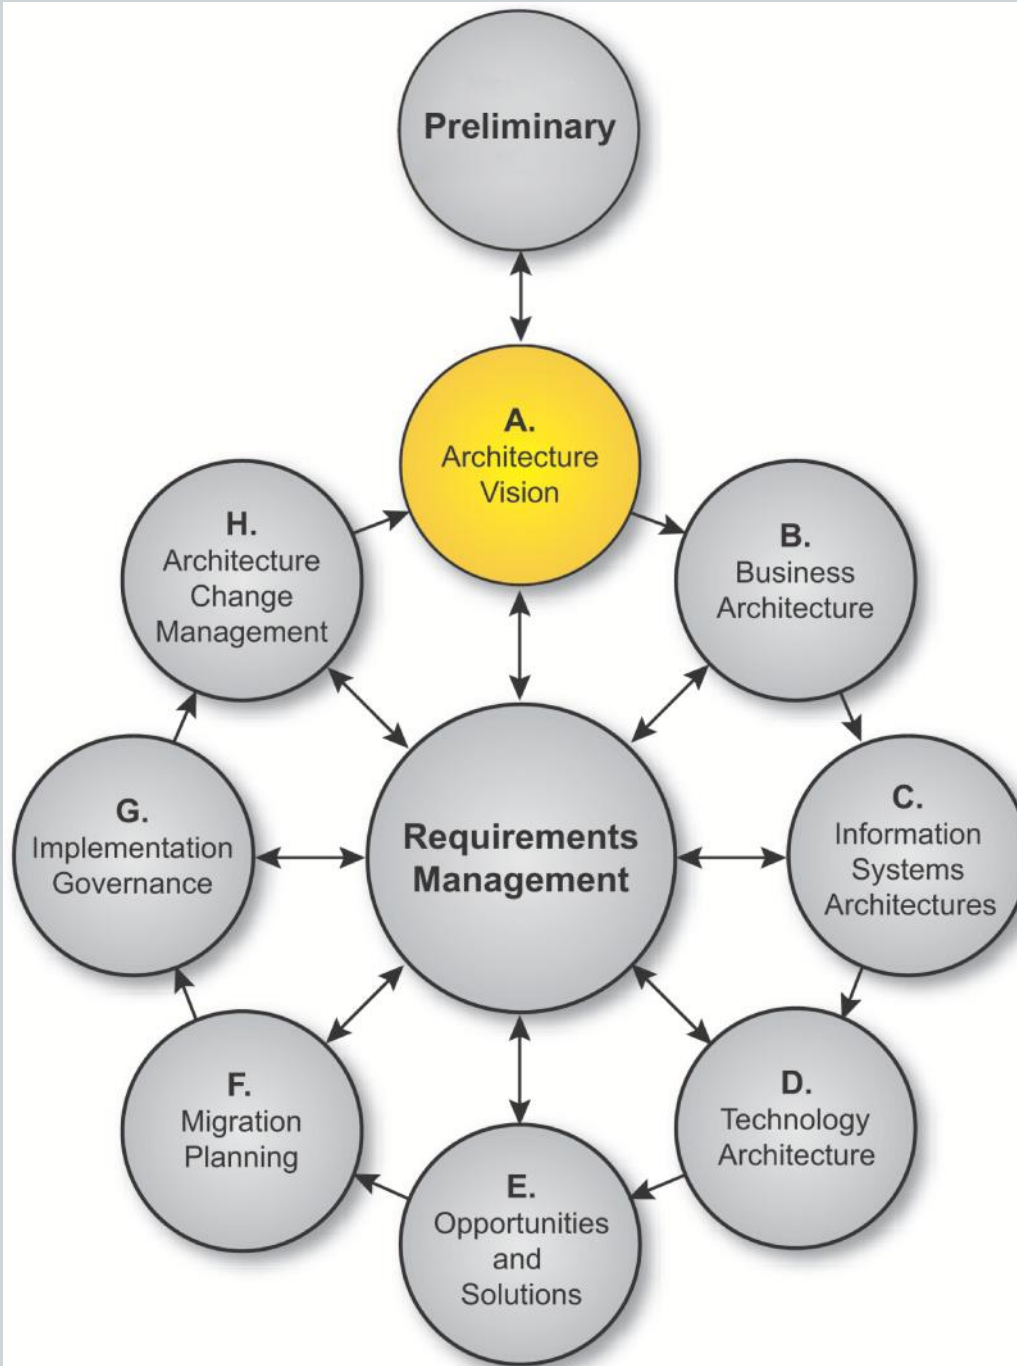 Preliminary
A.
Architecture
Vision
B.
Business
Architecture
C.
Information
Systems
Architectures
D.
Technology
Architecture
E.
Opportunities
and
Solutions
F.
Migration
Planning
G.
Implementation
Governance
H.
Architecture
Change
Management
Requirements
Management